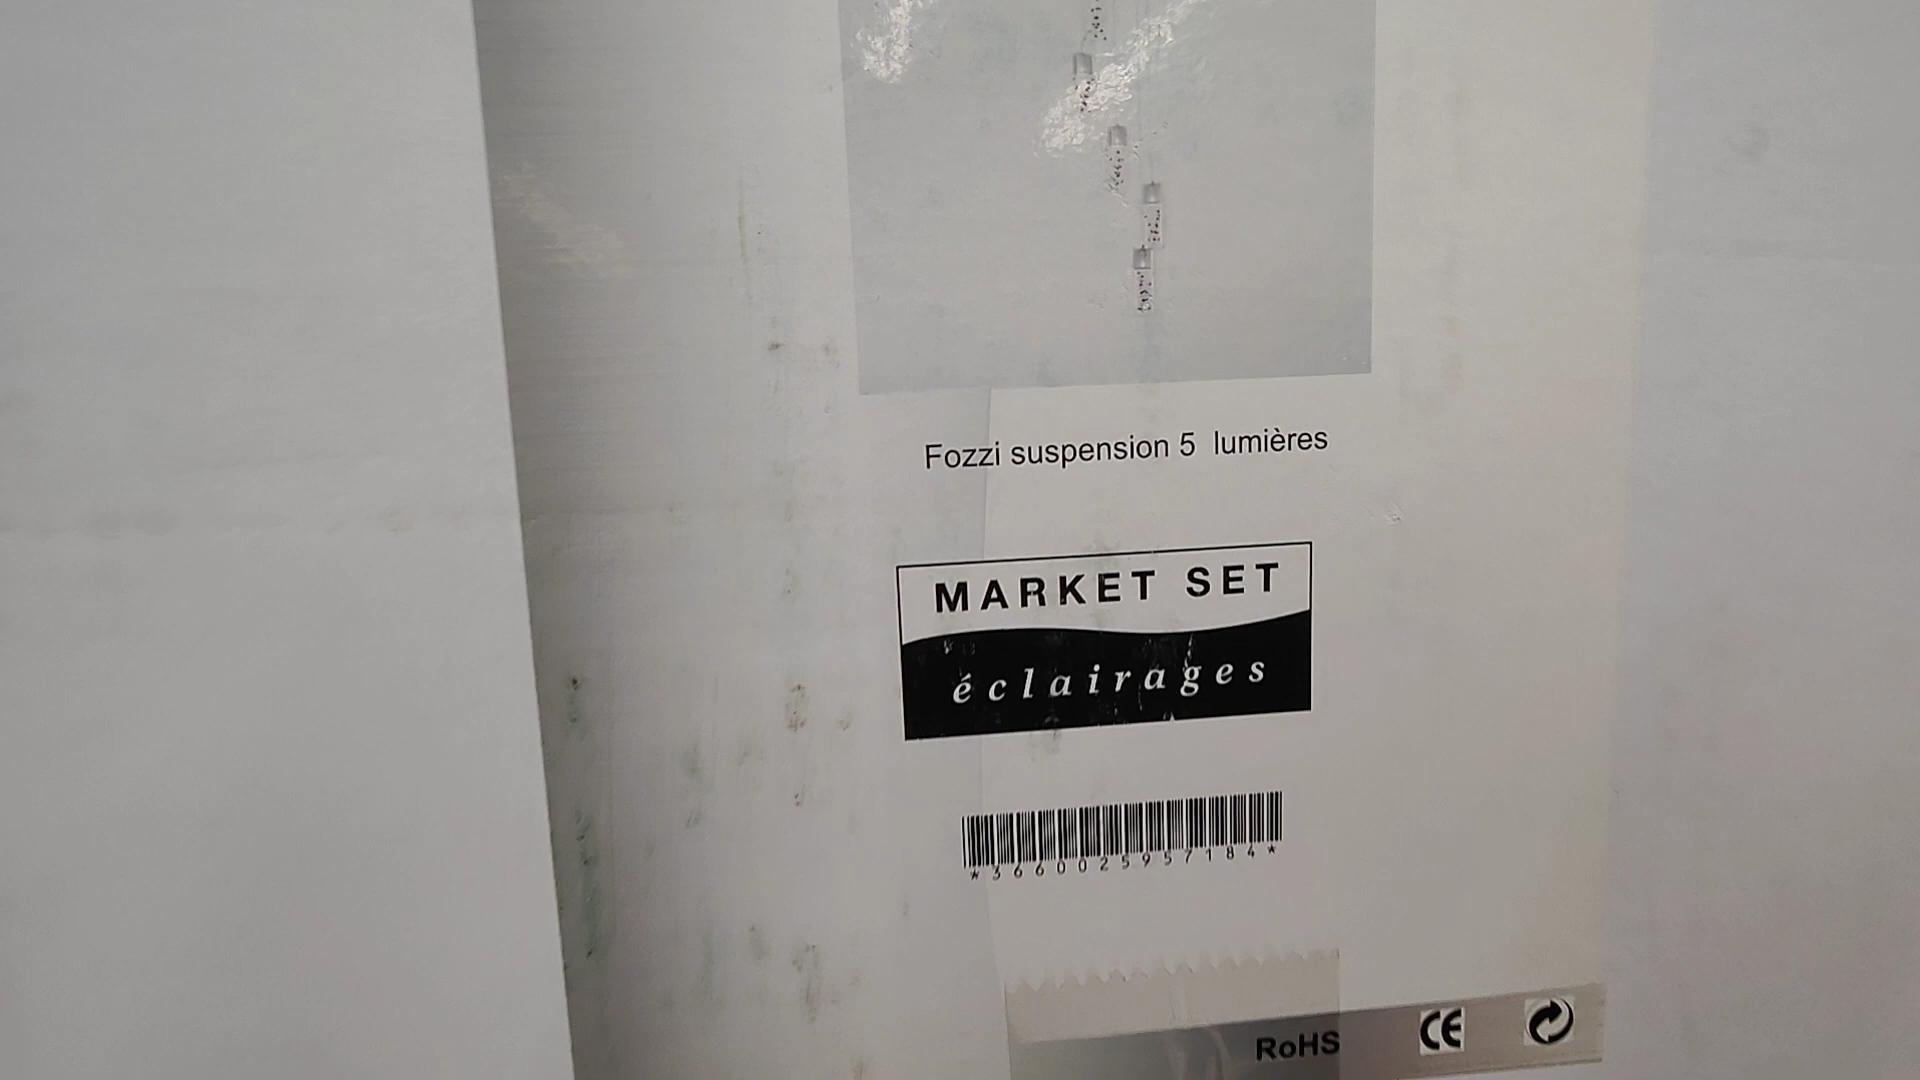 Fozzi suspension 5 lumières
MARKET SET
éclairages
*3660025957184*
RoHS CE